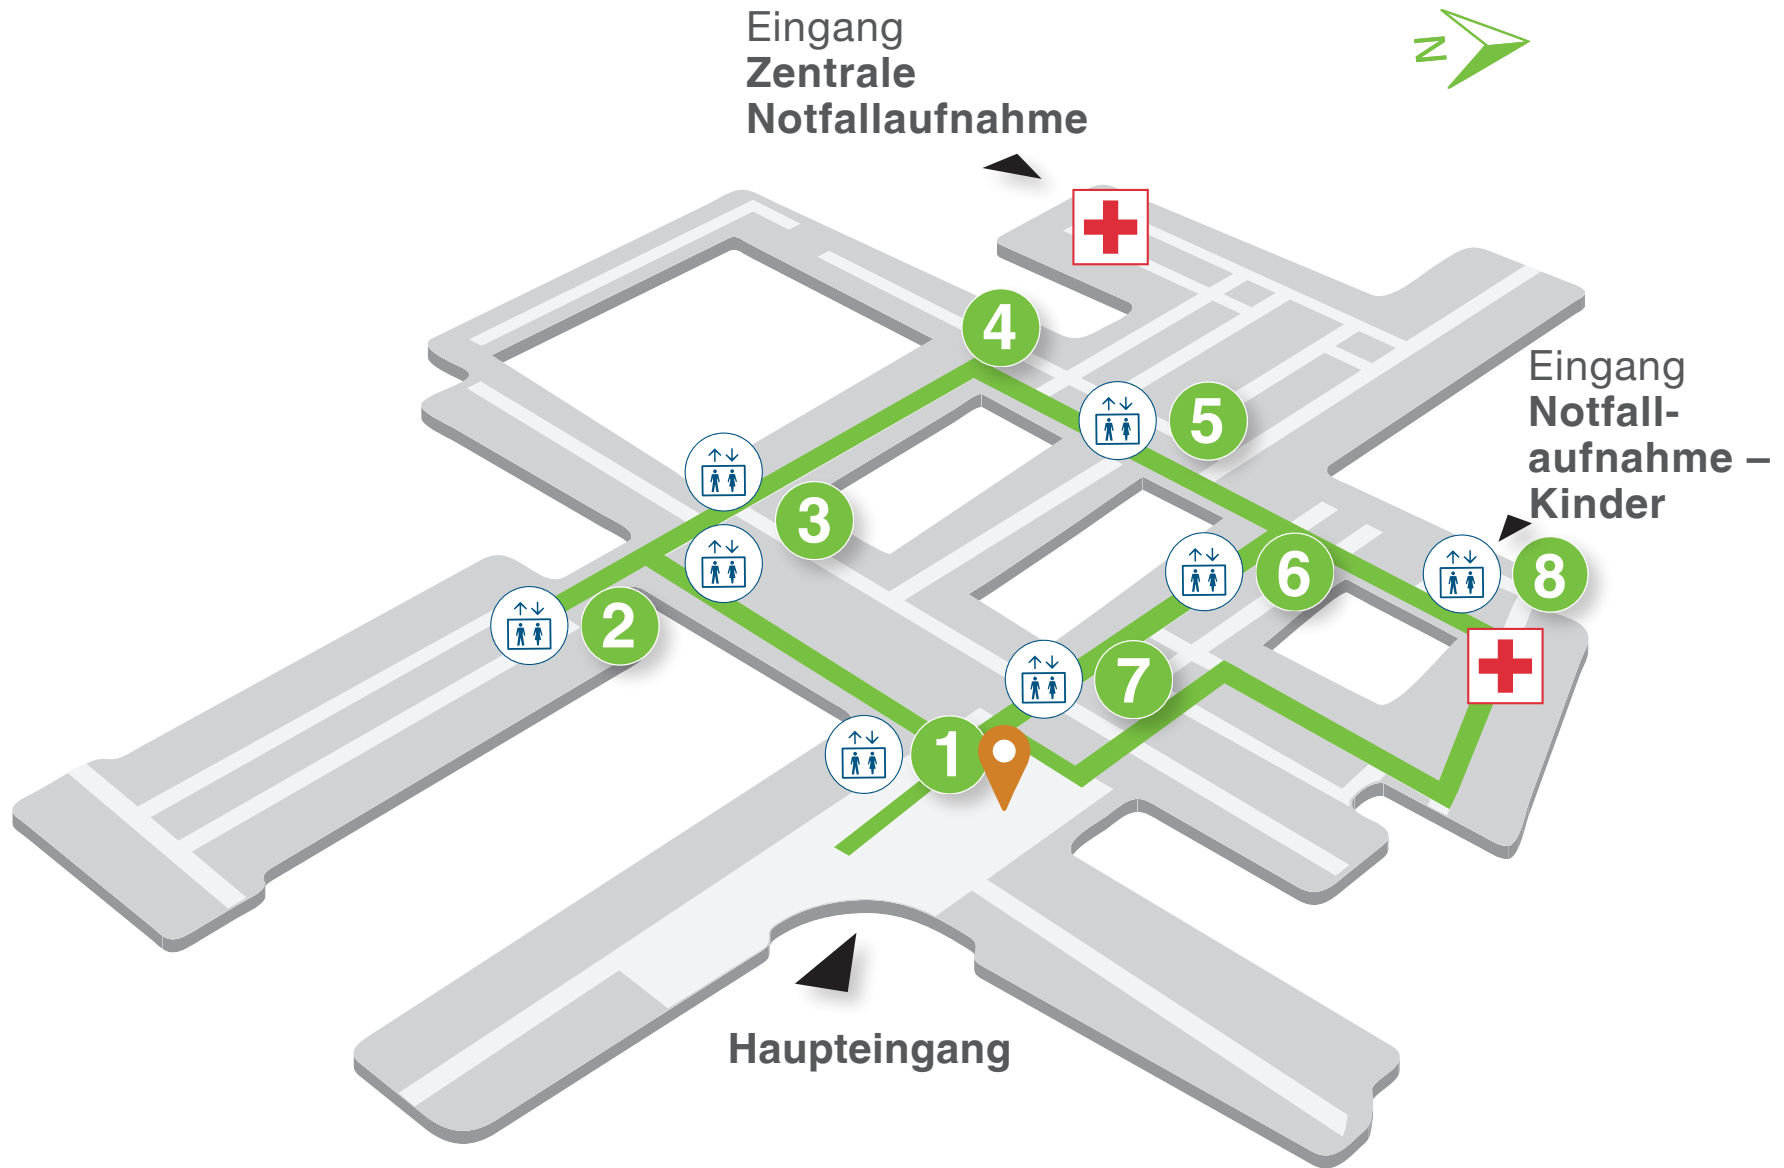 Eingang
Zentrale
Notfallaufnahme
N
4
Eingang
Notfall-
aufnahme –
Kinder
5
3
6
8
2
7
1
Haupteingang